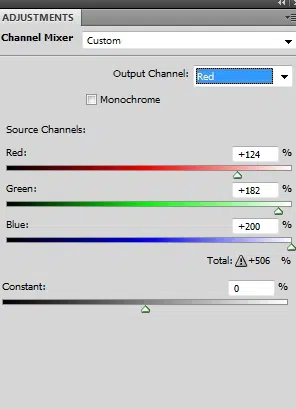 ADJUSTMENTS
Channel Mixer Custom
Output Channel: Red
Monochrome
Source Channels:
Red: +124 %
Green: +182 %
Blue: +200 %
Total: +506 %
Constant: 0 %